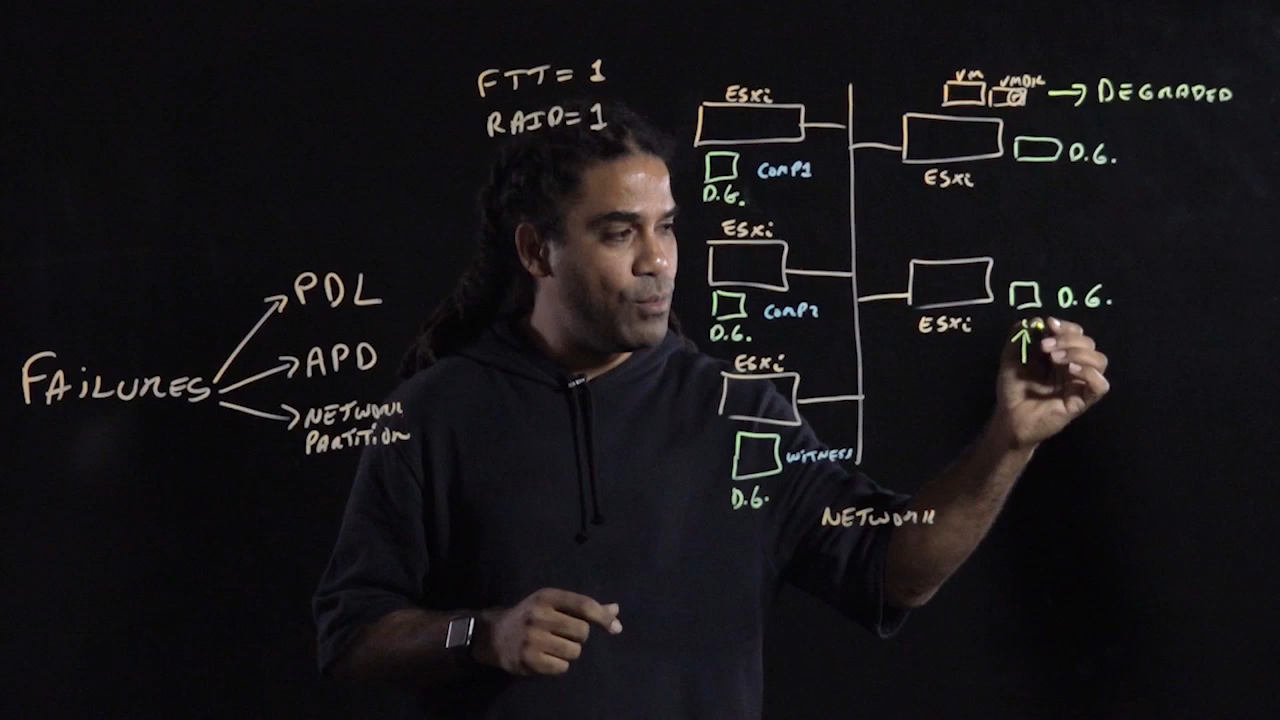 FTT = 1
RAID = 1
FAiLURES
PDL
APD
NETWORK
PARTITION
ESXi
D.G.
COMP1
ESXi
D.G.
COMP2
ESXi
D.G.
WITNESS
NETWORK
VM
VMDK
DEGRADED
ESXi
D.G.
ESXi
D.G.